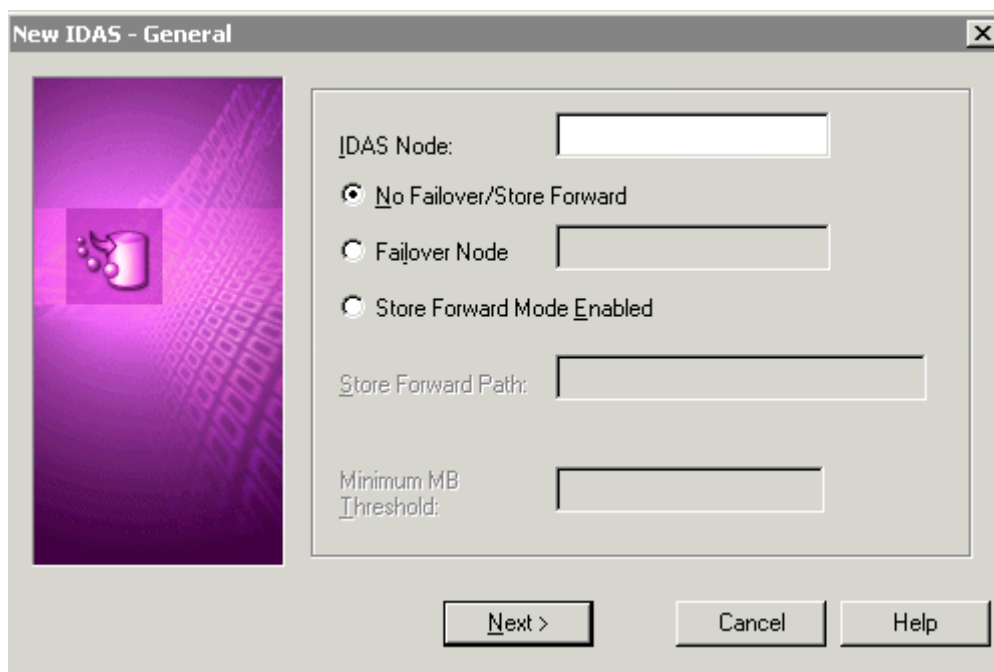 New IDAS - General
IDAS Node:
No Failover/Store Forward
Failover Node
Store Forward Mode Enabled
Store Forward Path:
Minimum MB
Threshold:
Next >
Cancel
Help